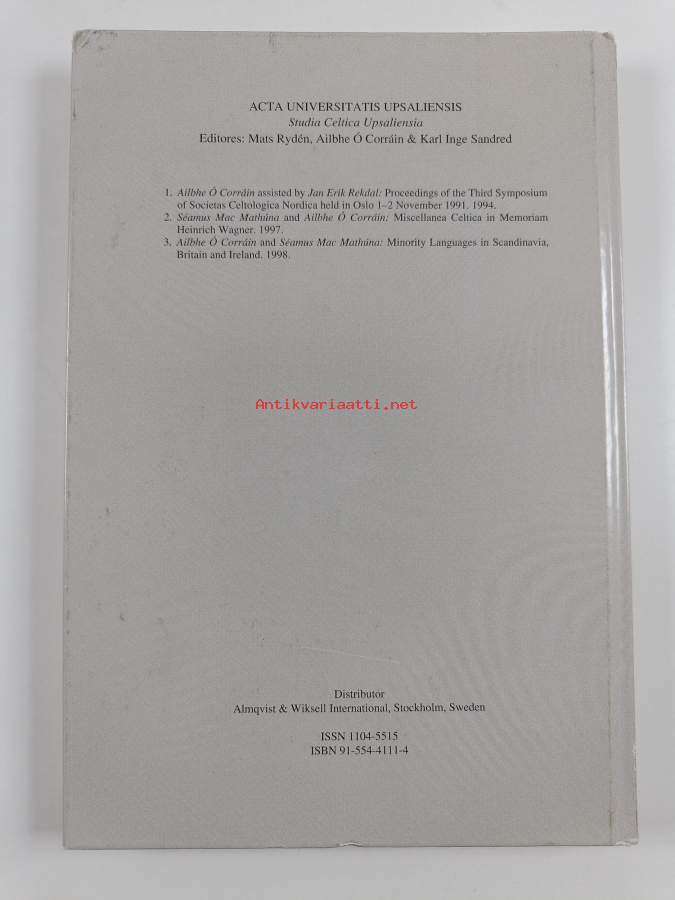 ACTA UNIVERSITATIS UPSALIENSIS
Studia Celtica Upsaliensia
Editores: Mats Rydén, Ailbhe Ó Corráin & Karl Inge Sandred
1. Ailbhe Ó Corráin assisted by Jan Erik Rekdal: Proceedings of the Third Symposium
of Societas Celtologica Nordica held in Oslo 1–2 November 1991. 1994.
2. Séamus Mac Mathúna and Ailbhe Ó Corráin: Miscellanea Celtica in Memoriam
Heinrich Wagner. 1997.
3. Ailbhe Ó Corráin and Séamus Mac Mathúna: Minority Languages in Scandinavia,
Britain and Ireland. 1998.
Antikvariaatti.net
Distributor
Almqvist & Wiksell International, Stockholm, Sweden
ISSN 1104-5515
ISBN 91-554-4111-4